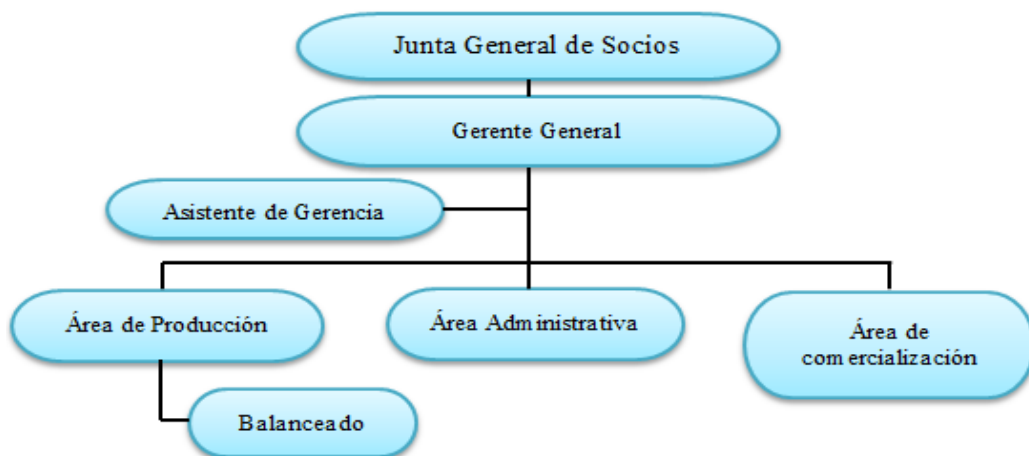 Junta General de Socios
Gerente General
Asistente de Gerencia
Área de Producción
Área Administrativa
Área de
comercialización
Balanceado